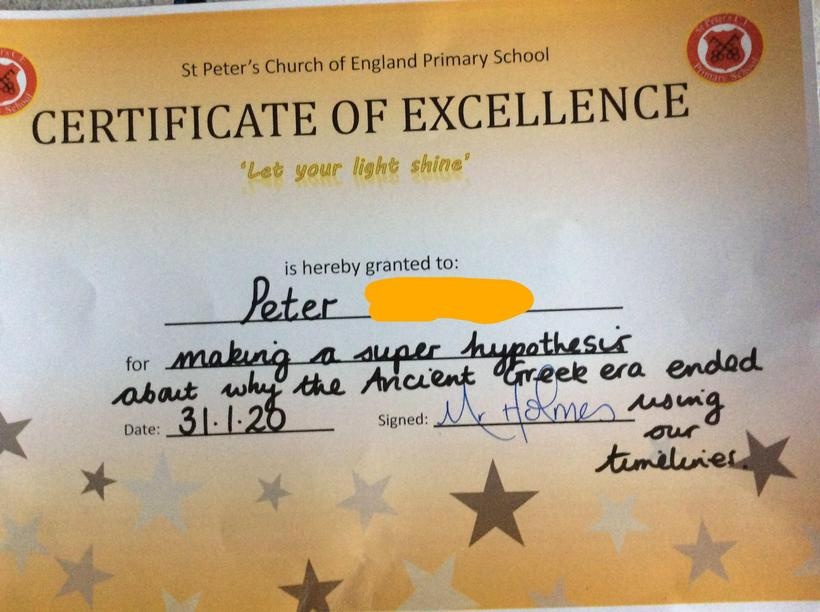 St Peter's Church of England Primary School
CERTIFICATE OF EXCELLENCE
'Let your light shine'
is hereby granted to:
Peter
for making a super hypothesis
about why the Ancient Greek era ended
using
our
timelines.
Date: 31.1.20
Signed: Mr Holmes
Primary School